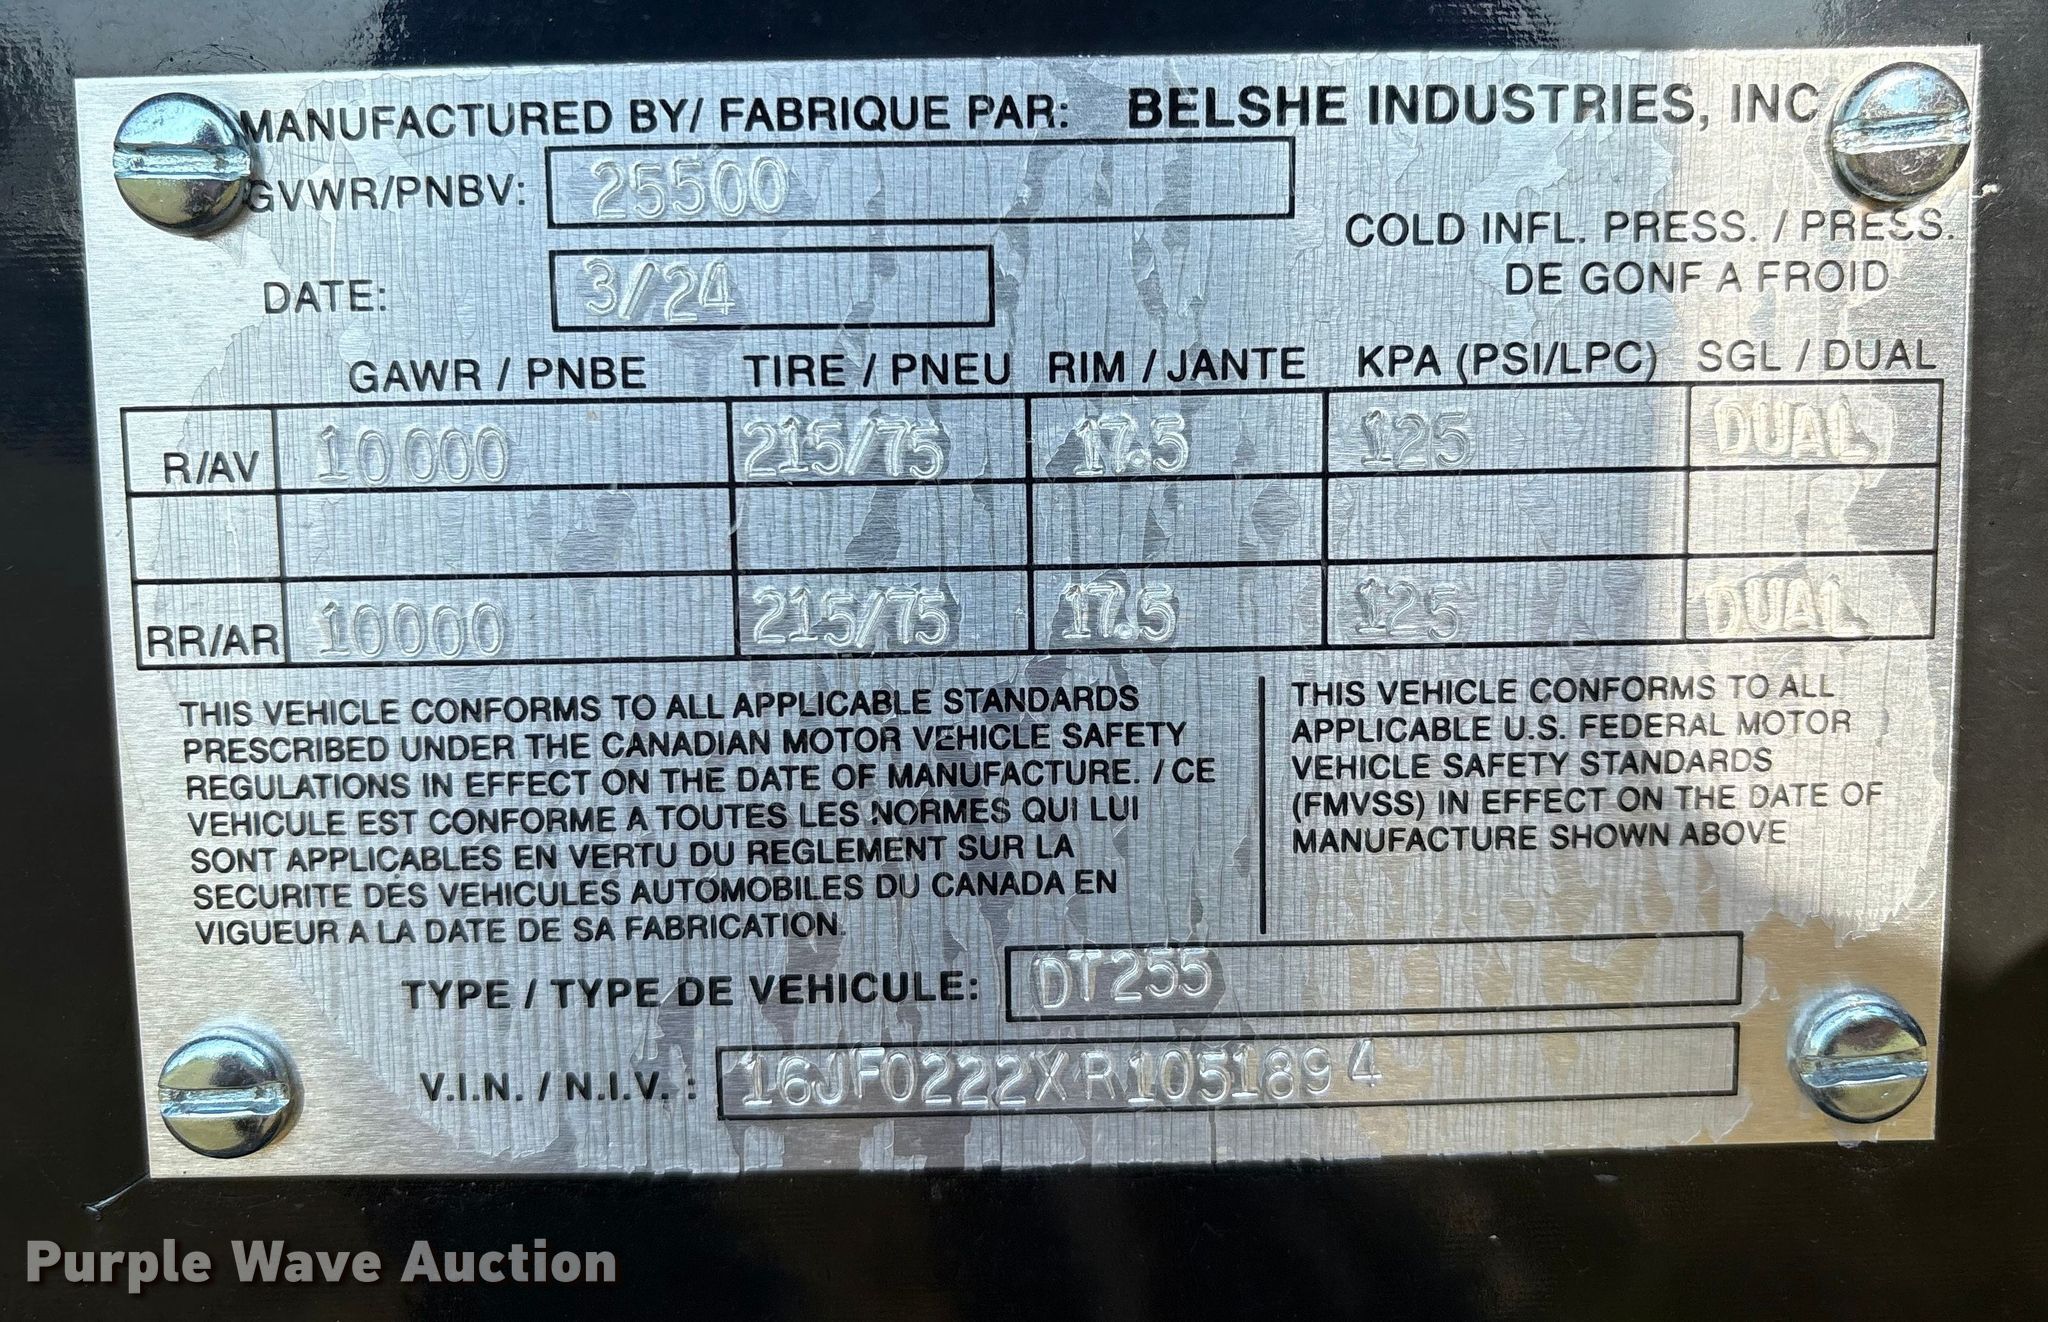 MANUFACTURED BY/ FABRIQUE PAR: BELSHE INDUSTRIES, INC
GVWR/PNBV: 25500
COLD INFL. PRESS. / PRESS.
DE GONF A FROID
DATE: 3/24
GAWR / PNBE TIRE / PNEU RIM / JANTE KPA (PSI/LPC) SGL / DUAL
R/AV 10000 215/75 17.5 125 DUAL
RR/AR 10000 215/75 17.5 125 DUAL
THIS VEHICLE CONFORMS TO ALL APPLICABLE STANDARDS
PRESCRIBED UNDER THE CANADIAN MOTOR VEHICLE SAFETY
REGULATIONS IN EFFECT ON THE DATE OF MANUFACTURE. / CE
VEHICULE EST CONFORME A TOUTES LES NORMES QUI LUI
SONT APPLICABLES EN VERTU DU REGLEMENT SUR LA
SECURITE DES VEHICULES AUTOMOBILES DU CANADA EN
VIGUEUR A LA DATE DE SA FABRICATION.
THIS VEHICLE CONFORMS TO ALL
APPLICABLE U.S. FEDERAL MOTOR
VEHICLE SAFETY STANDARDS
(FMVSS) IN EFFECT ON THE DATE OF
MANUFACTURE SHOWN ABOVE
TYPE / TYPE DE VEHICULE: DT255
V.I.N. / N.I.V. : 16JF0222XR1051894
Purple Wave Auction